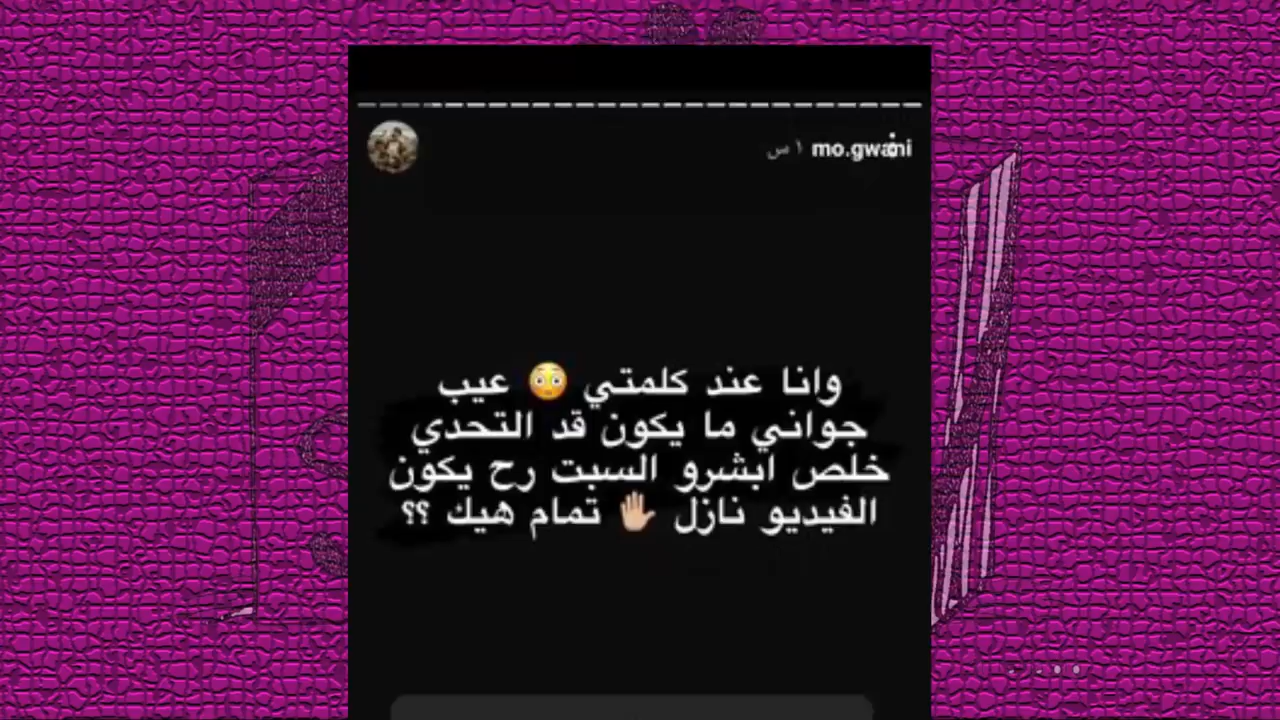 mo.gwani ١ س
وانا عند كلمتي 😳 عيب
جواني ما يكون قد التحدي
خلص ابشرو السبت رح يكون
الفيديو نازل ✋🏼 تمام هيك ؟؟